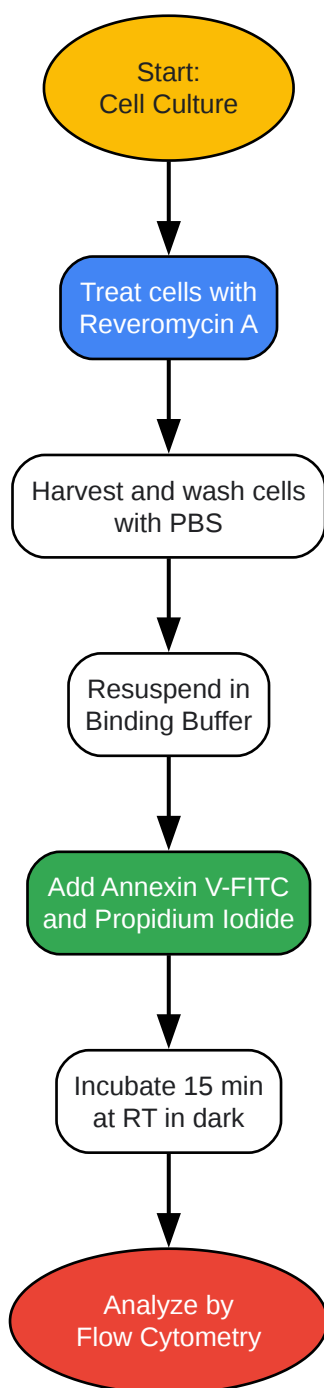 Start:
Cell Culture
Treat cells with
Reveromycin A
Harvest and wash cells
with PBS
Resuspend in
Binding Buffer
Add Annexin V-FITC
and Propidium Iodide
Incubate 15 min
at RT in dark
Analyze by
Flow Cytometry